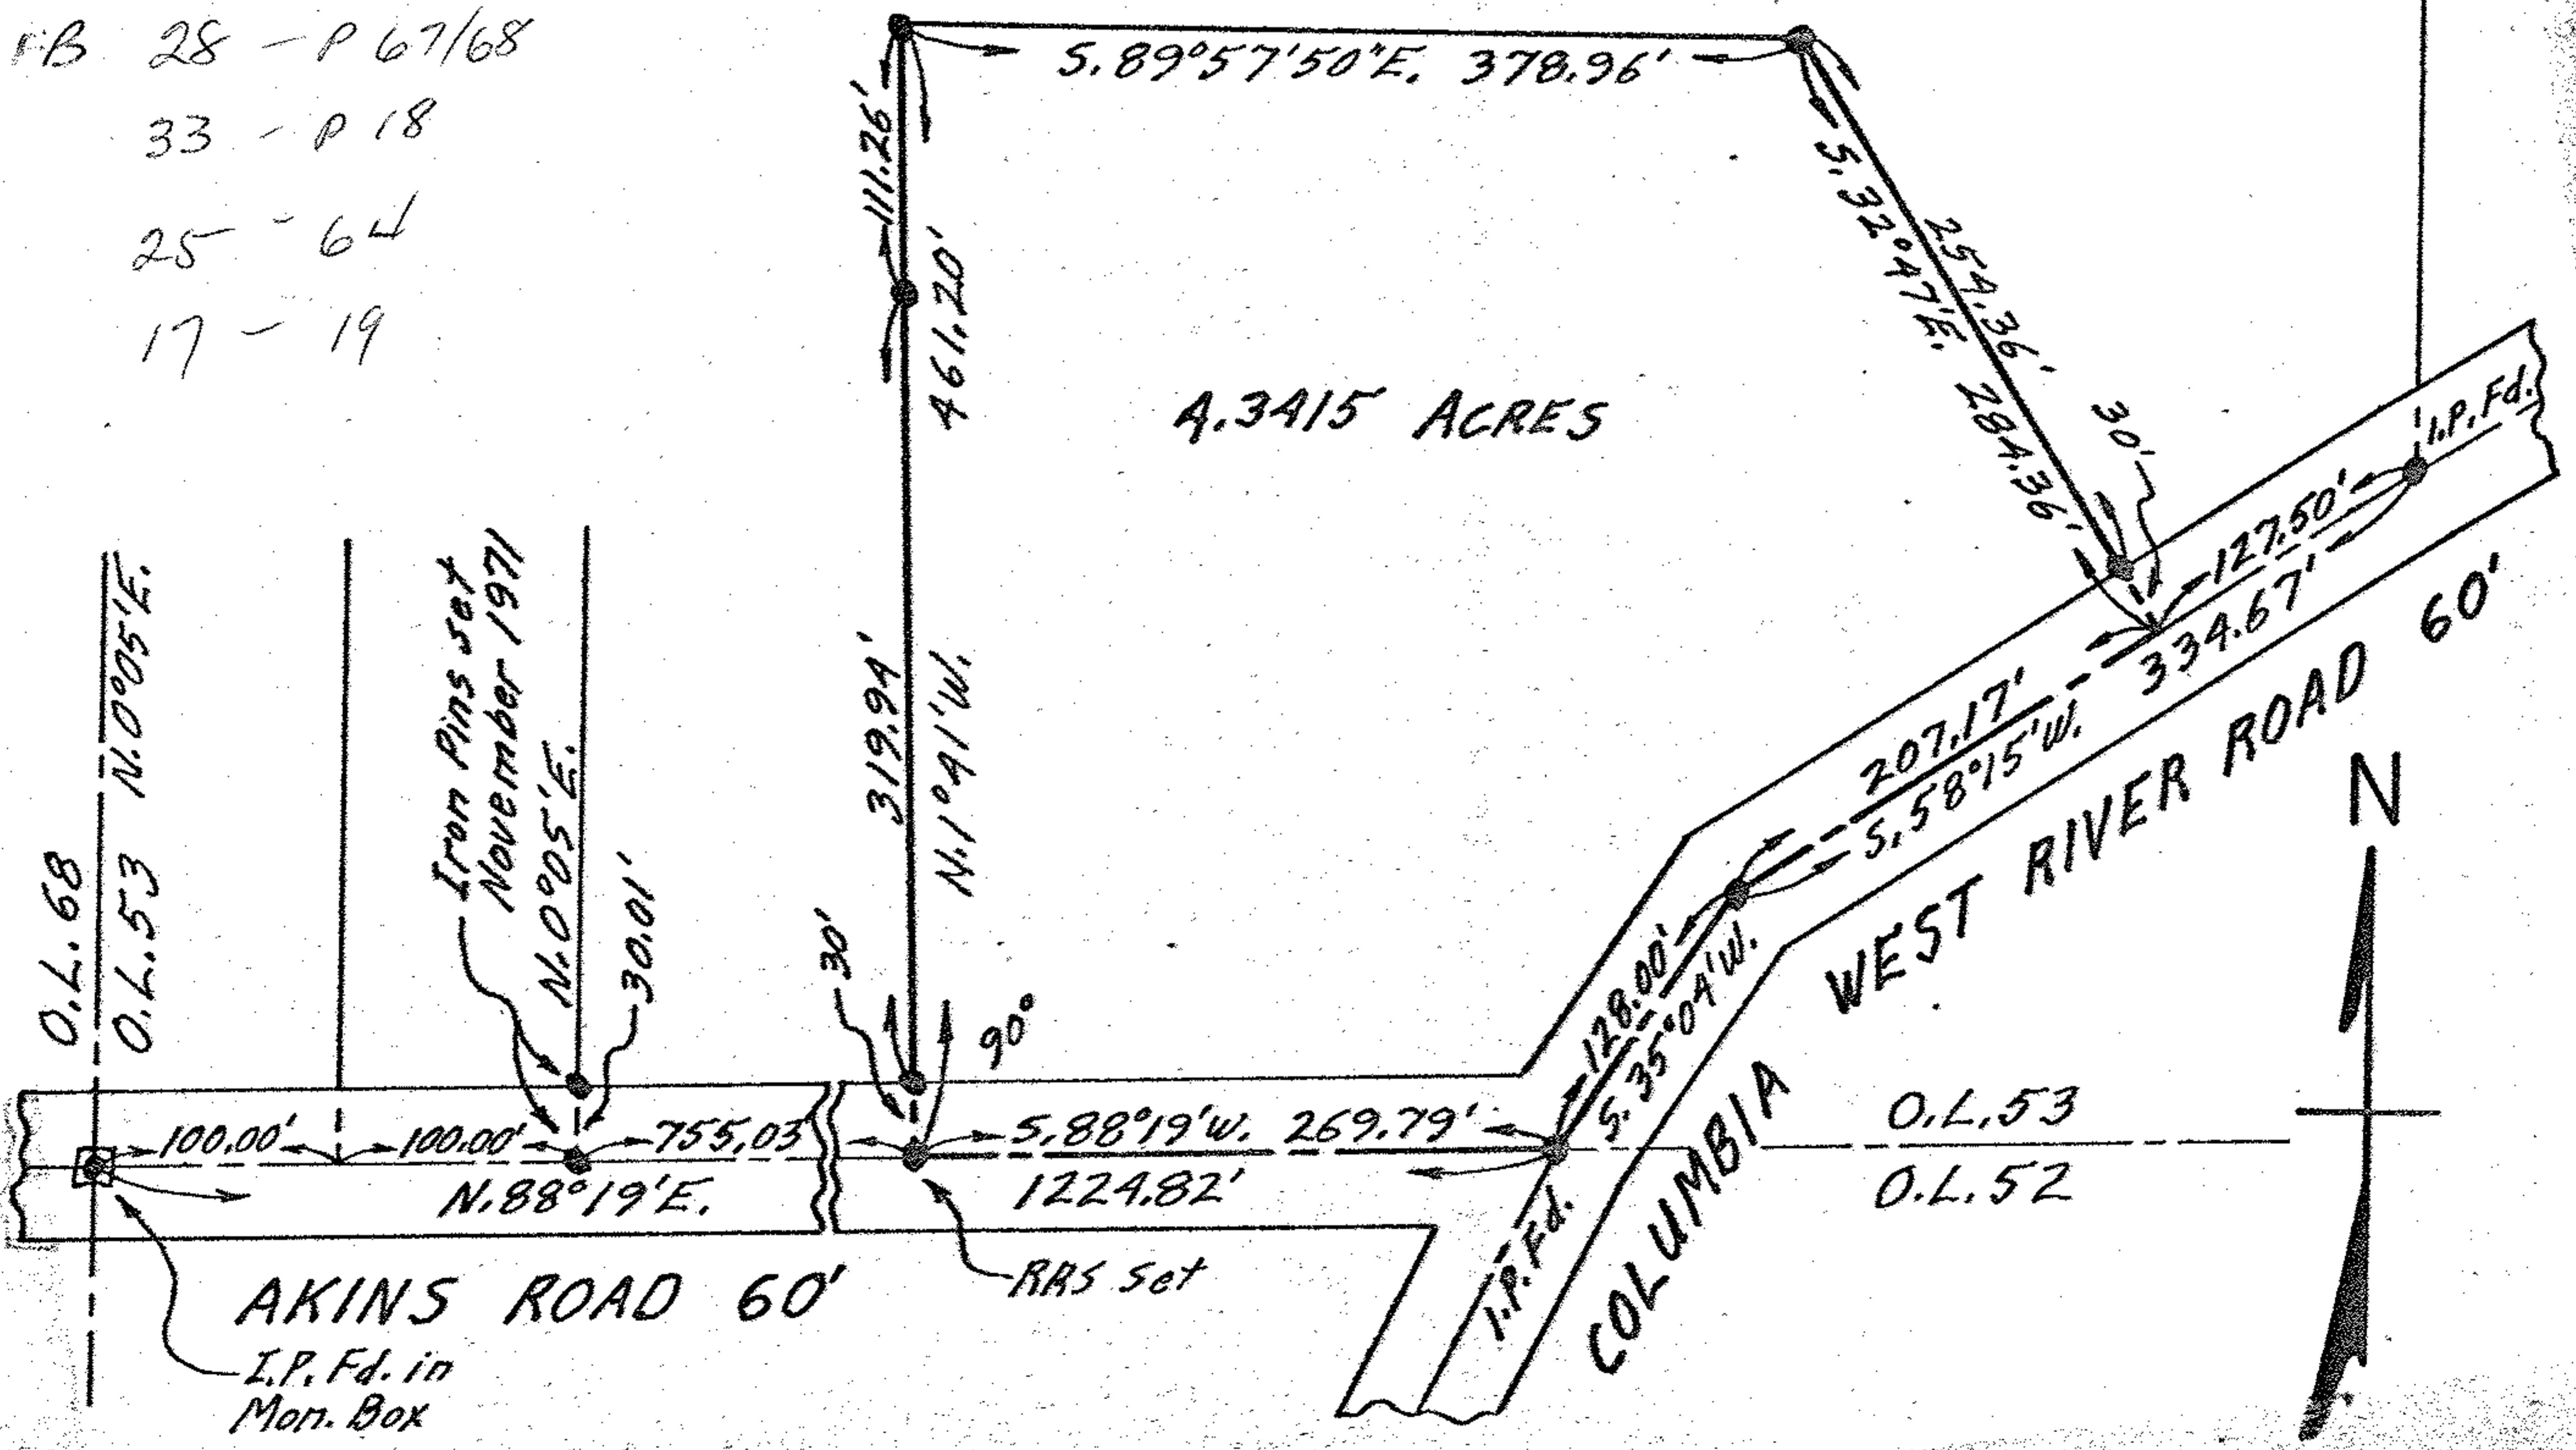 FB 28 - P 67/68
33 - P 18
25 - 64
17 - 19
S.89°57'50"E. 378.96'
111.26'
461.20'
319.94'
N.1°41'W.
4.3415 ACRES
S.32°47'E. 284.36'
254.36'
30'
I.P.Fd.
127.50'
334.67'
207.17'
S.58°15'W.
COLUMBIA WEST RIVER ROAD 60'
N
128.00'
S.35°04'W.
O.L.68
O.L.53 N.0°05'E.
Iron Pins set
November 1971
N.0°05'E.
30.01'
30'
90°
100.00'
100.00'
755.03
N.88°19'E.
S.88°19'W. 269.79'
1224.82'
O.L.53
O.L.52
RRS Set
I.P.Fd.
AKINS ROAD 60'
I.P.Fd. in
Mon. Box